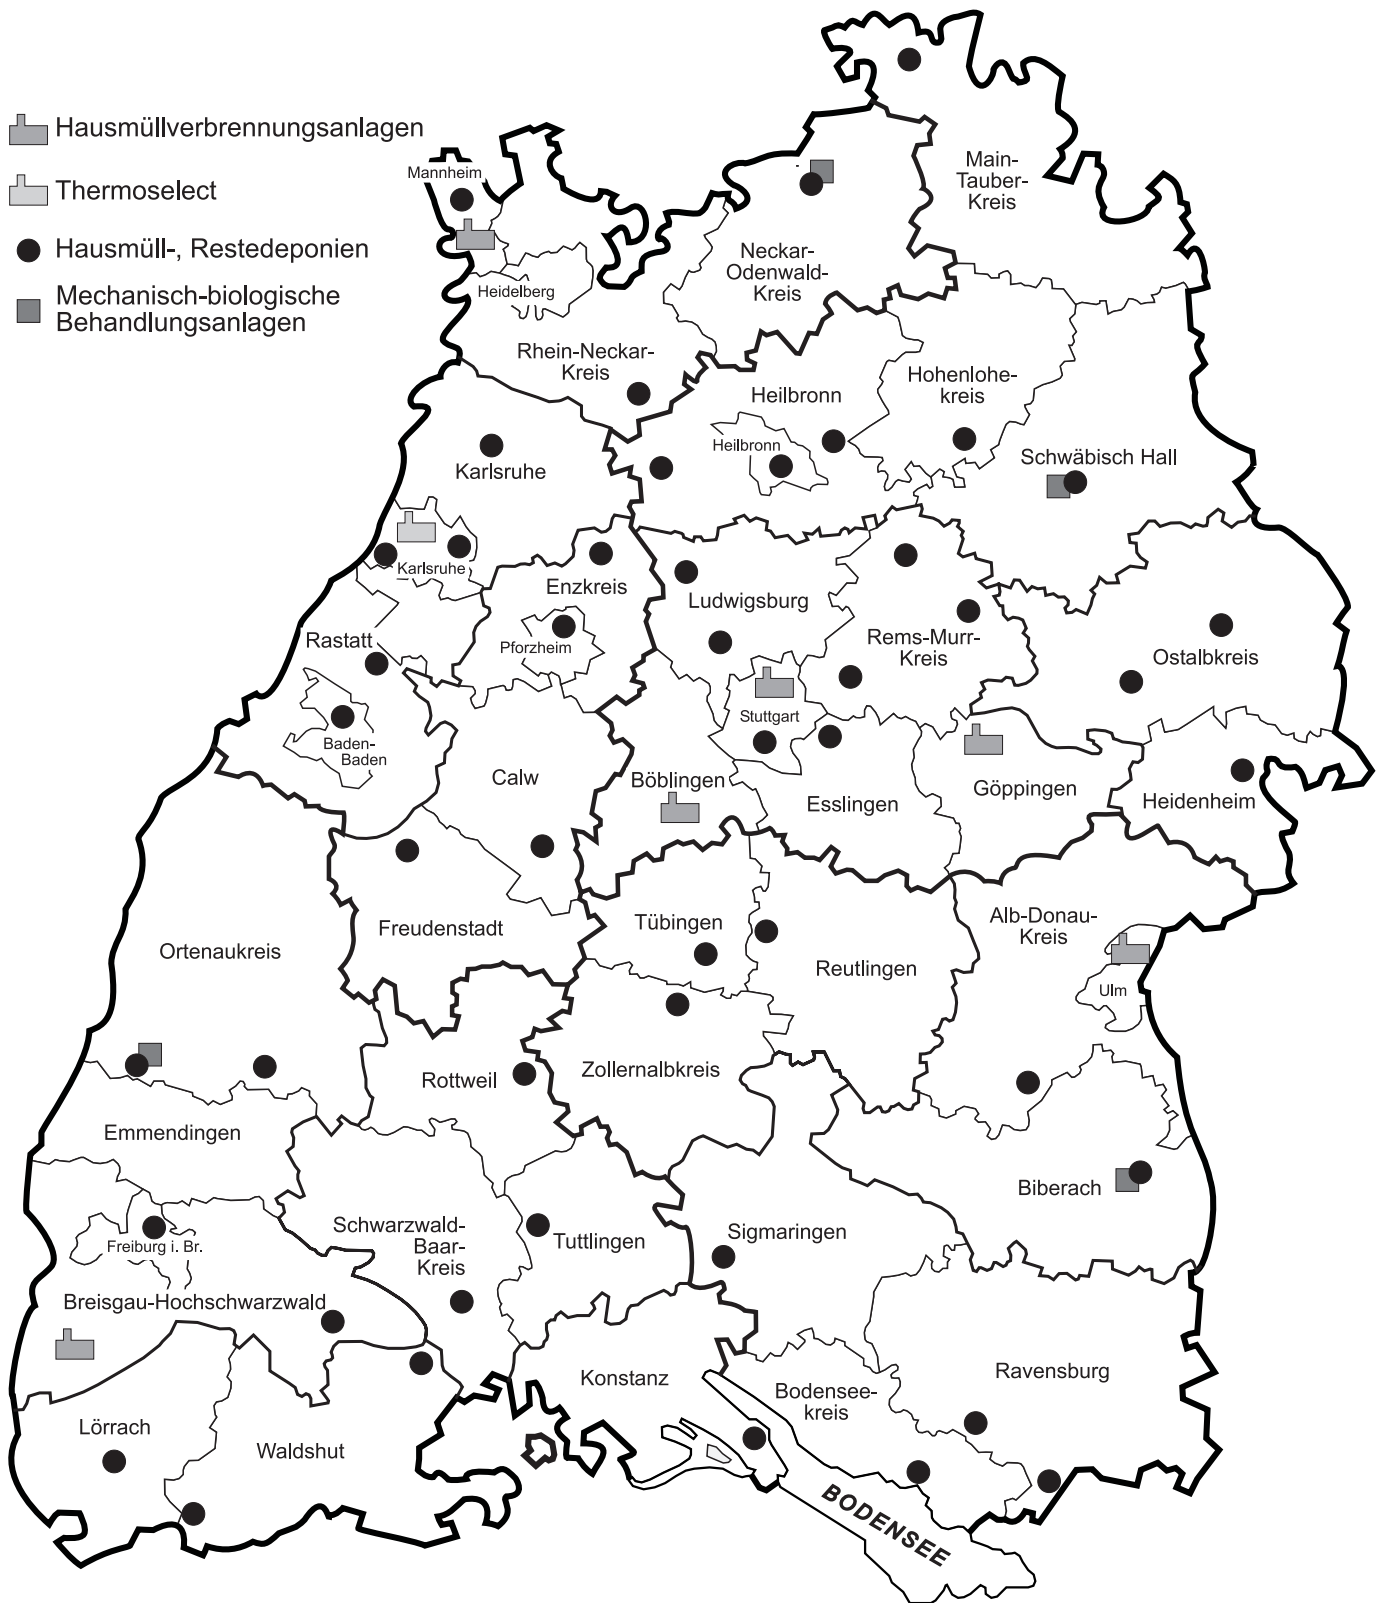 Hausmüllverbrennungsanlagen
Thermoselect
Hausmüll-, Restedeponien
Mechanisch-biologische
Behandlungsanlagen
Mannheim
Main-
Tauber-
Kreis
Neckar-
Odenwald-
Kreis
Heidelberg
Rhein-Neckar-
Kreis
Heilbronn
Hohenlohe-
kreis
Heilbronn
Karlsruhe
Schwäbisch Hall
Karlsruhe
Enzkreis
Ludwigsburg
Rastatt
Pforzheim
Rems-Murr-
Kreis
Ostalbkreis
Stuttgart
Baden-
Baden
Calw
Böblingen
Esslingen
Göppingen
Heidenheim
Freudenstadt
Tübingen
Alb-Donau-
Kreis
Ortenaukreis
Reutlingen
Ulm
Rottweil
Zollernalbkreis
Emmendingen
Biberach
Schwarzwald-
Baar-
Kreis
Tuttlingen
Sigmaringen
Freiburg i. Br.
Breisgau-Hochschwarzwald
Konstanz
Bodensee-
kreis
Ravensburg
Lörrach
Waldshut
BODENSEE